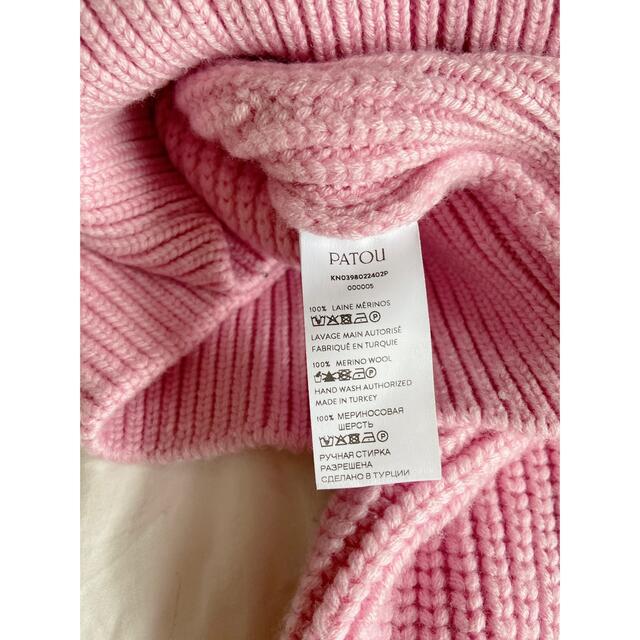 PATOU
KN0398022402P
000005
100% LAINE MÉRINOS
LAVAGE MAIN AUTORISÉ
FABRIQUÉ EN TURQUIE
100% MERINO WOOL
HAND WASH AUTHORIZED
MADE IN TURKEY
100% МЕРИНОСОВАЯ
ШЕРСТЬ
РУЧНАЯ СТИРКА
РАЗРЕШЕНА
СДЕЛАНО В ТУРЦИИ